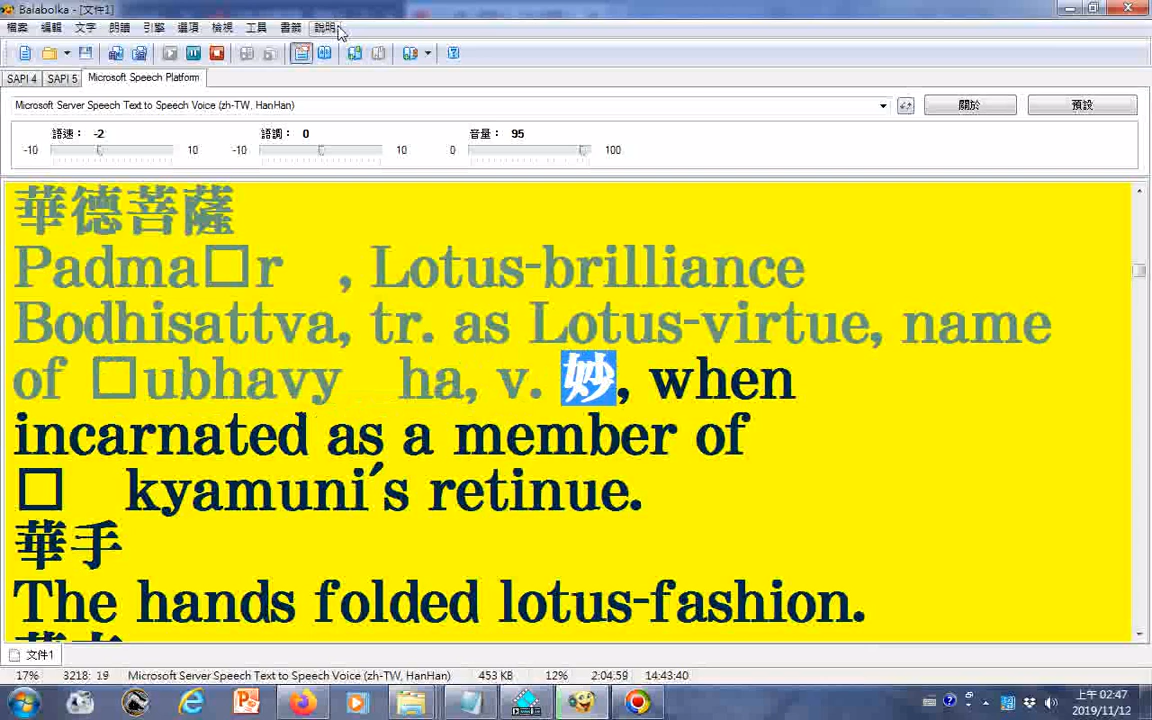 Balabolka - [文件1]
檔案 編輯 文字 朗讀 引擎 選項 檢視 工具 書籤 說明
SAPI 4 SAPI 5 Microsoft Speech Platform
Microsoft Server Speech Text to Speech Voice (zh-TW, HanHan) 關於 預設
語速: -2 語調: 0 音量: 95
-10 10 -10 10 0 100
華德菩薩
Padma□r , Lotus-brilliance
Bodhisattva, tr. as Lotus-virtue, name
of □ubhavy ha, v. 妙, when
incarnated as a member of
□ kyamuni's retinue.
華手
The hands folded lotus-fashion.
文件1
17% 3218: 19 Microsoft Server Speech Text to Speech Voice (zh-TW, HanHan) 453 KB 12% 2:04:59 14:43:40
上午 02:47
2019/11/12